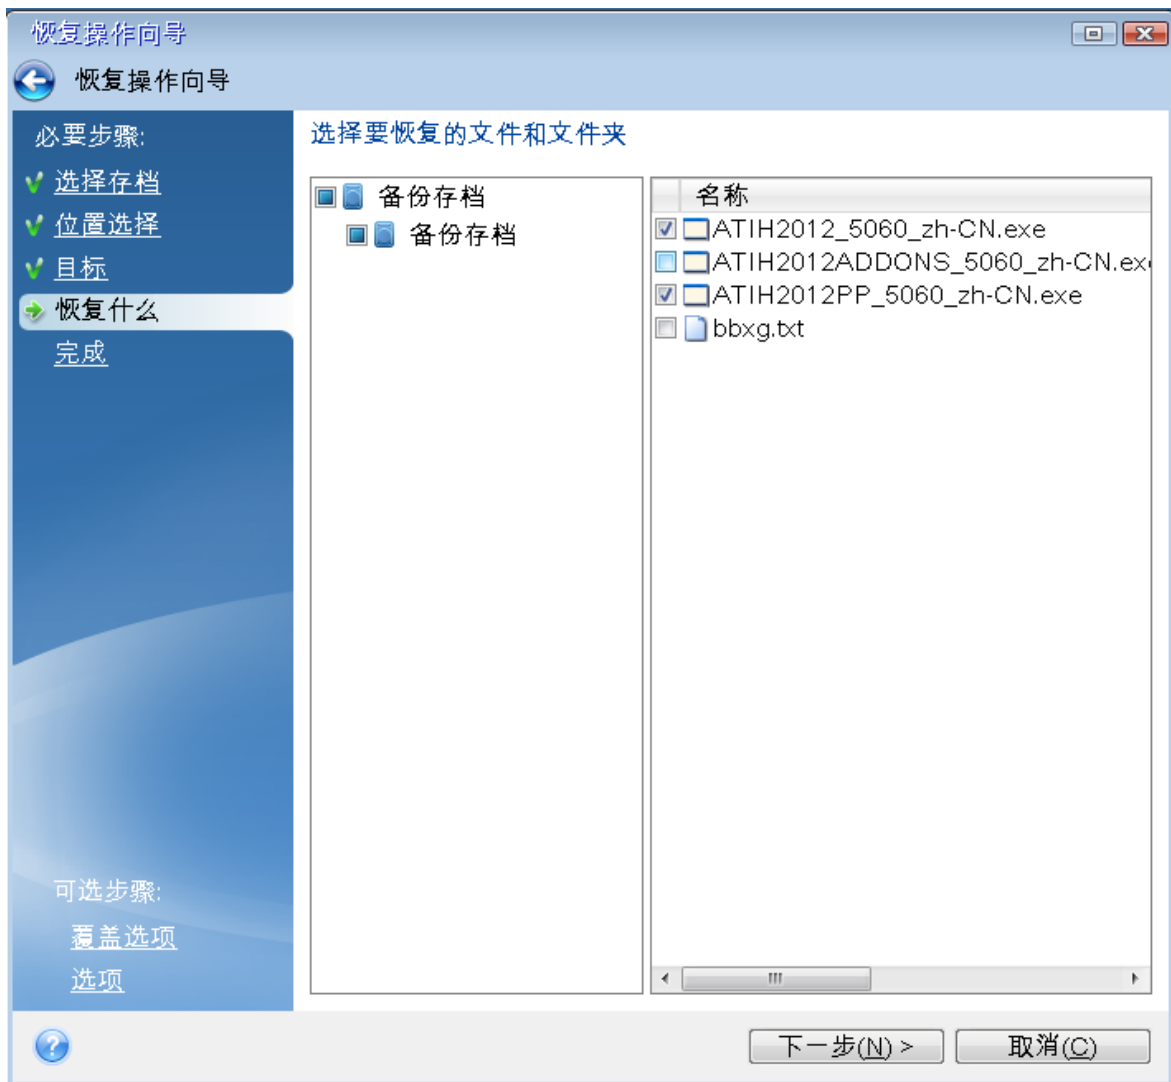 恢复操作向导
恢复操作向导
必要步骤:
选择存档
位置选择
目标
恢复什么
完成
可选步骤:
覆盖选项
选项
选择要恢复的文件和文件夹
备份存档
备份存档
名称
ATIH2012_5060_zh-CN.exe
ATIH2012ADDONS_5060_zh-CN.ex
ATIH2012PP_5060_zh-CN.exe
bbxg.txt
下一步(N) >
取消(C)